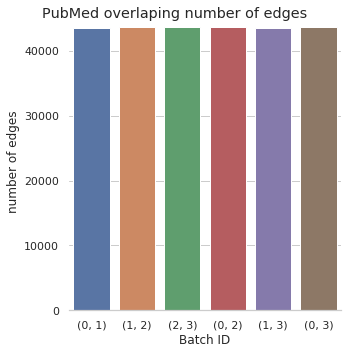 PubMed overlaping number of edges
number of edges
40000
30000
20000
10000
0
(0, 1) (1, 2) (2, 3) (0, 2) (1, 3) (0, 3)
Batch ID